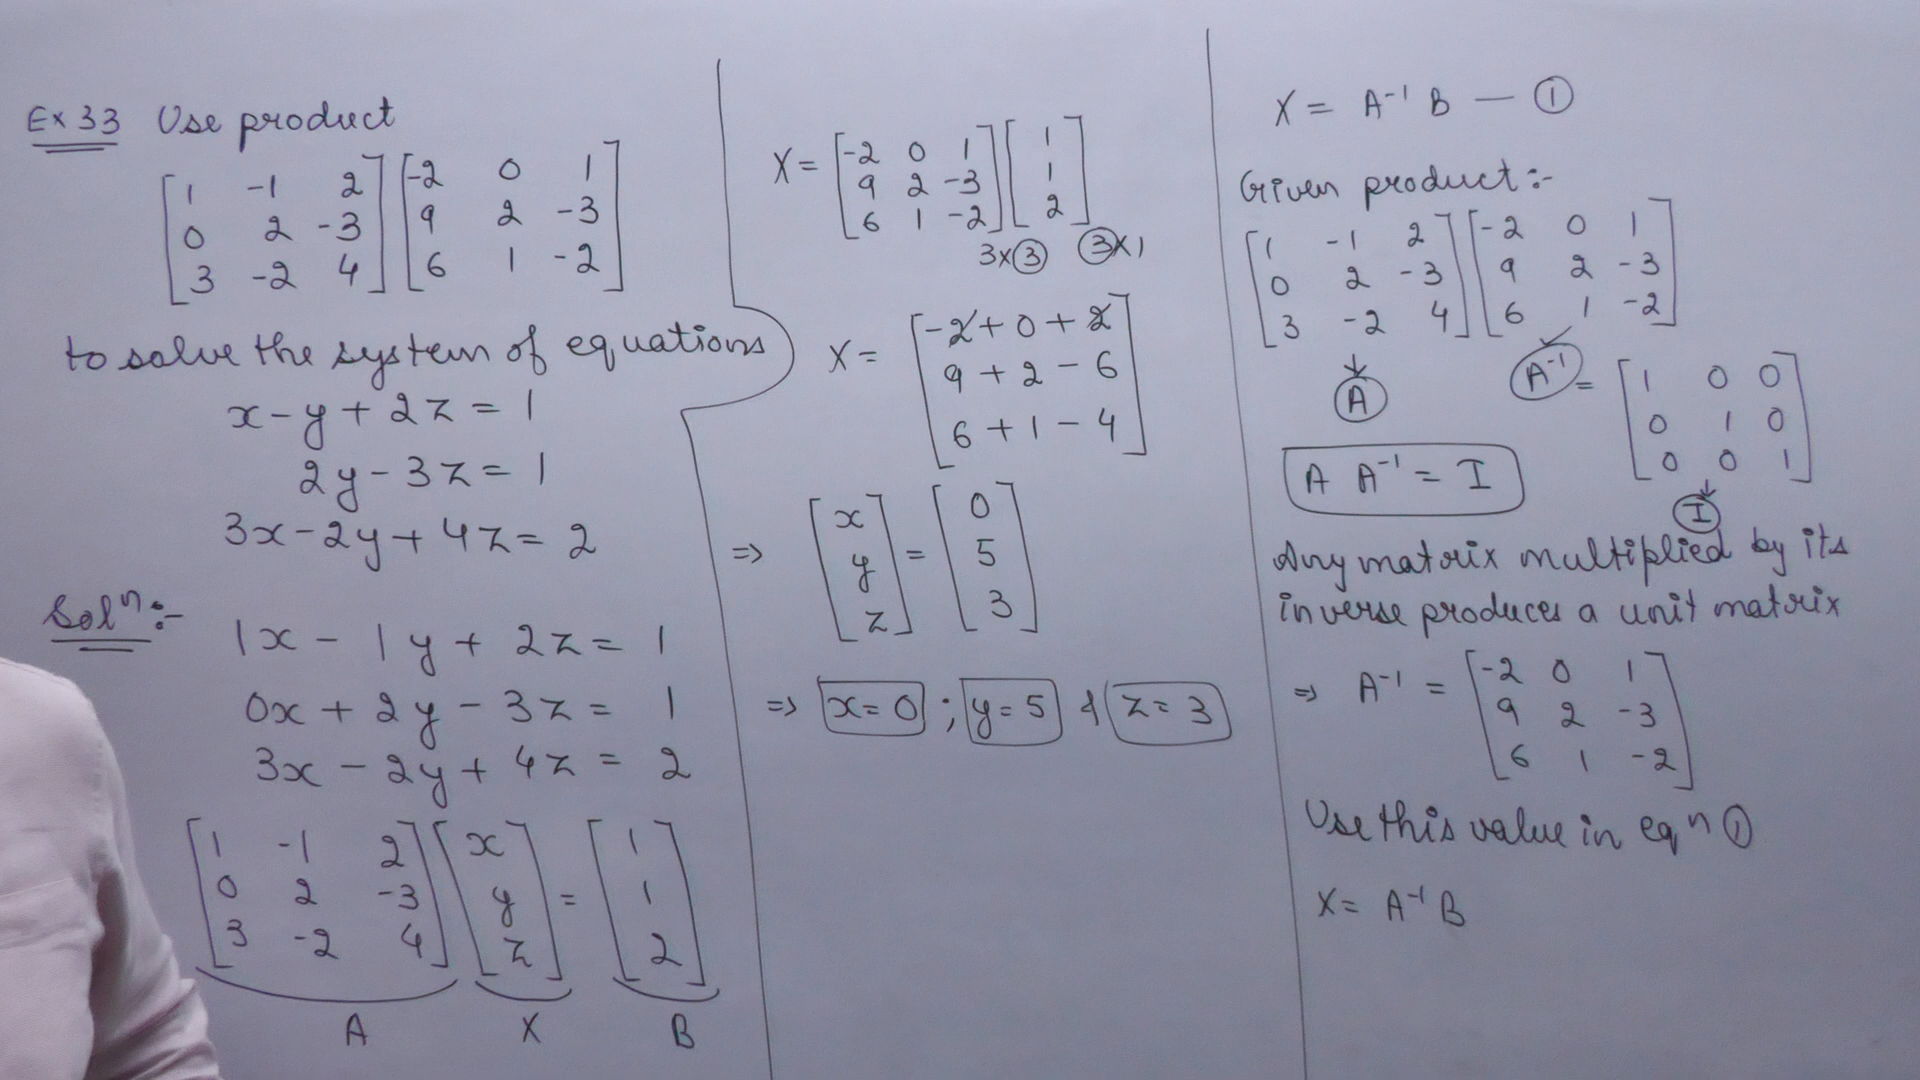 Ex 33 Use product
[1 -1 2] [-2 0 1]
[0 2 -3] [9 2 -3]
[3 -2 4] [6 1 -2]
to solve the system of equations
x - y + 2z = 1
2y - 3z = 1
3x - 2y + 4z = 2
Solⁿ:-
1x - 1y + 2z = 1
0x + 2y - 3z = 1
3x - 2y + 4z = 2
[1 -1 2] [x] = [1]
[0 2 -3] [y] [1]
[3 -2 4] [z] [2]
A X B
X = [-2 0 1] [1]
[9 2 -3] [1]
[6 1 -2] [2]
3×3 3×1
X = [-2 + 0 + 2]
[9 + 2 - 6]
[6 + 1 - 4]
⇒ [x] = [0]
[y] [5]
[z] [3]
⇒ x = 0 ; y = 5 & z = 3
X = A⁻¹ B — ①
Given product:-
[1 -1 2] [-2 0 1]
[0 2 -3] [9 2 -3]
[3 -2 4] [6 1 -2]
A A⁻¹ = [1 0 0]
[0 1 0]
[0 0 1]
A A⁻¹ = I
I
Any matrix multiplied by its
inverse produces a unit matrix
⇒ A⁻¹ = [-2 0 1]
[9 2 -3]
[6 1 -2]
Use this value in eqⁿ ①
X = A⁻¹ B